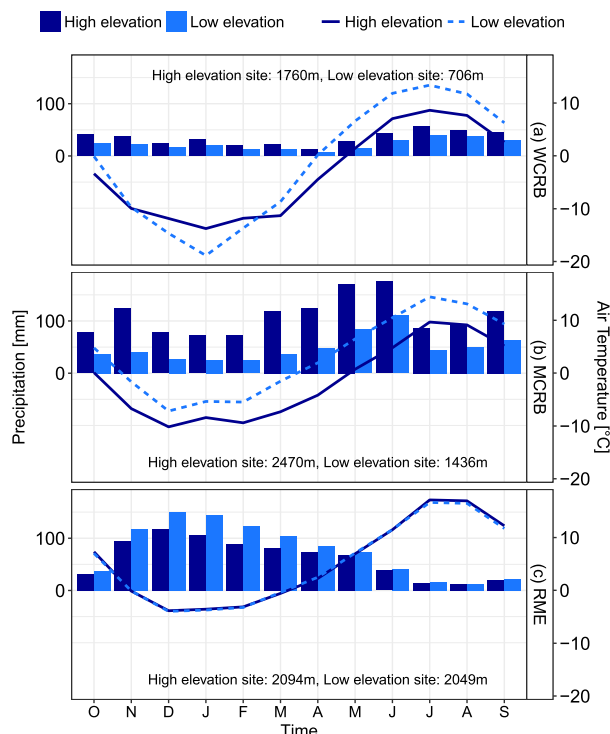 High elevation Low elevation High elevation Low elevation
High elevation site: 1760m, Low elevation site: 706m
100
0
10
0
−10
−20
(a) WCRB
100
0
10
0
−10
−20
(b) MCRB
High elevation site: 2470m, Low elevation site: 1436m
Precipitation [mm]
Air Temperature [°C]
100
0
10
0
−10
−20
(c) RME
High elevation site: 2094m, Low elevation site: 2049m
O N D J F M A M J J A S
Time